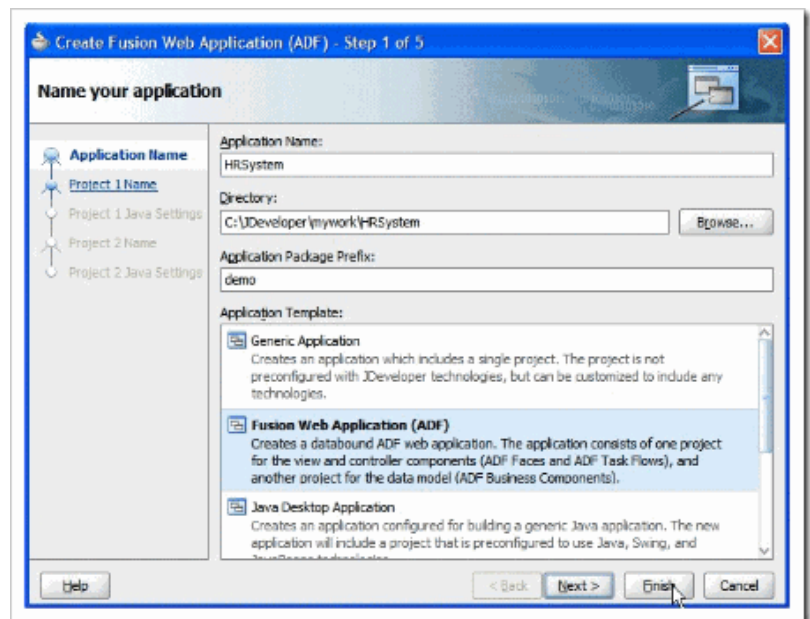 Create Fusion Web Application (ADF) - Step 1 of 5
Name your application
Application Name
Project 1 Name
Project 1 Java Settings
Project 2 Name
Project 2 Java Settings
Application Name:
HRSystem
Directory:
C:\JDeveloper\mywork\HRSystem
Browse...
Application Package Prefix:
demo
Application Template:
Generic Application
Creates an application which includes a single project. The project is not
preconfigured with JDeveloper technologies, but can be customized to include any
technologies.
Fusion Web Application (ADF)
Creates a databound ADF web application. The application consists of one project
for the view and controller components (ADF Faces and ADF Task Flows), and
another project for the data model (ADF Business Components).
Java Desktop Application
Creates an application configured for building a generic Java application. The new
application will include a project that is preconfigured to use Java, Swing, and
Help
< Back
Next >
Finish
Cancel